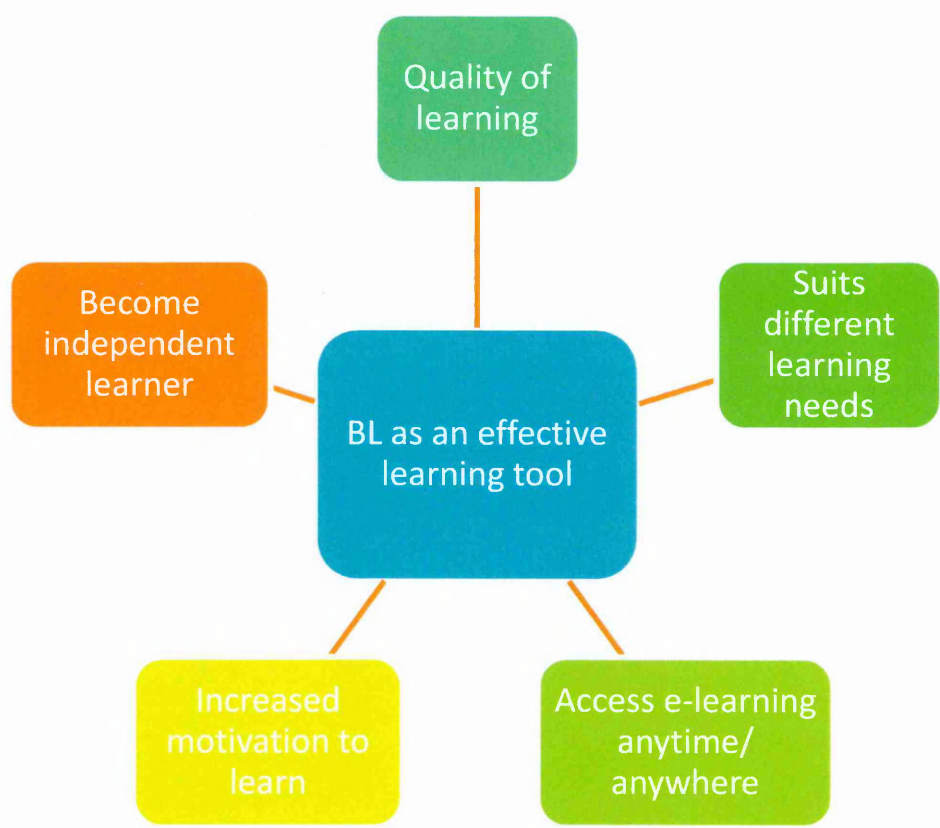 Quality of
learning
Become
independent
learner
Suits
different
learning
needs
BL as an effective
learning tool
Increased
motivation to
learn
Access e-learning
anytime/
anywhere